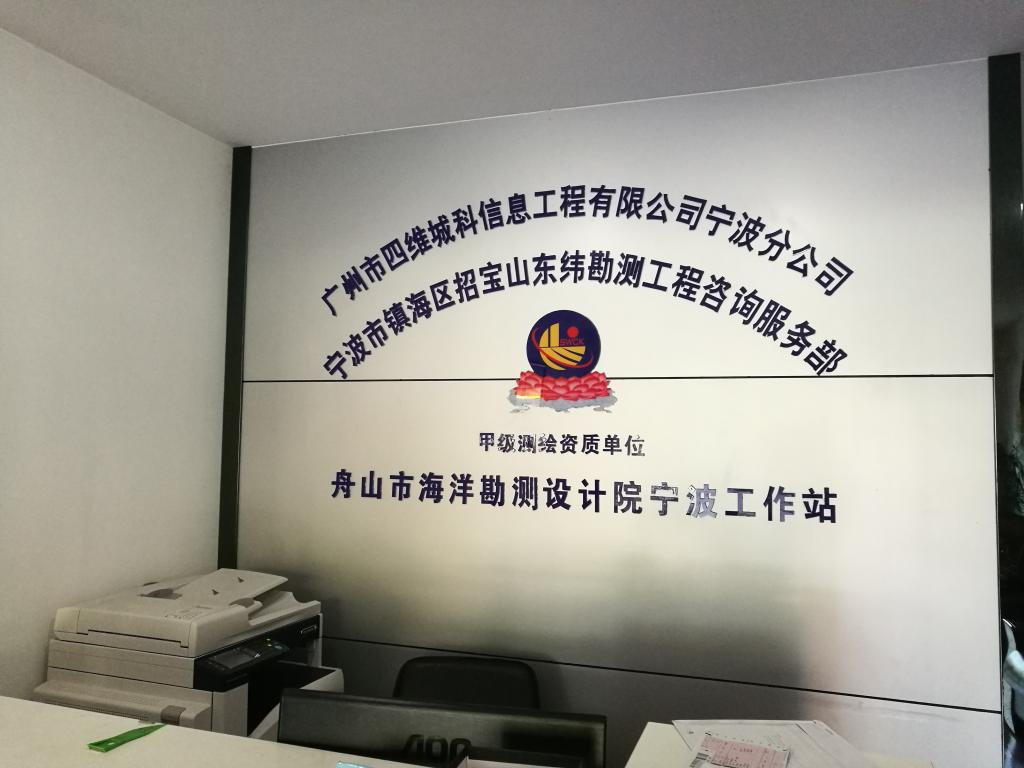 广州市四维城科信息工程有限公司宁波分公司
宁波市镇海区招宝山东纬勘测工程咨询服务部
SWCK
甲级测绘资质单位
舟山市海洋勘测设计院宁波工作站
AOC